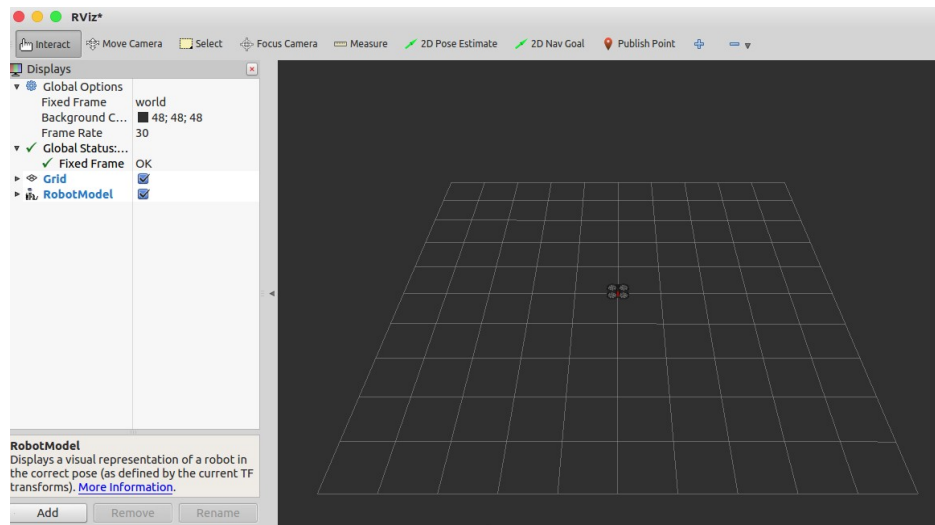 RViz*
Interact Move Camera Select Focus Camera Measure 2D Pose Estimate 2D Nav Goal Publish Point
Displays
Global Options
Fixed Frame world
Background C... 48; 48; 48
Frame Rate 30
Global Status:...
Fixed Frame OK
Grid
RobotModel
RobotModel
Displays a visual representation of a robot in
the correct pose (as defined by the current TF
transforms). More Information.
Add Remove Rename